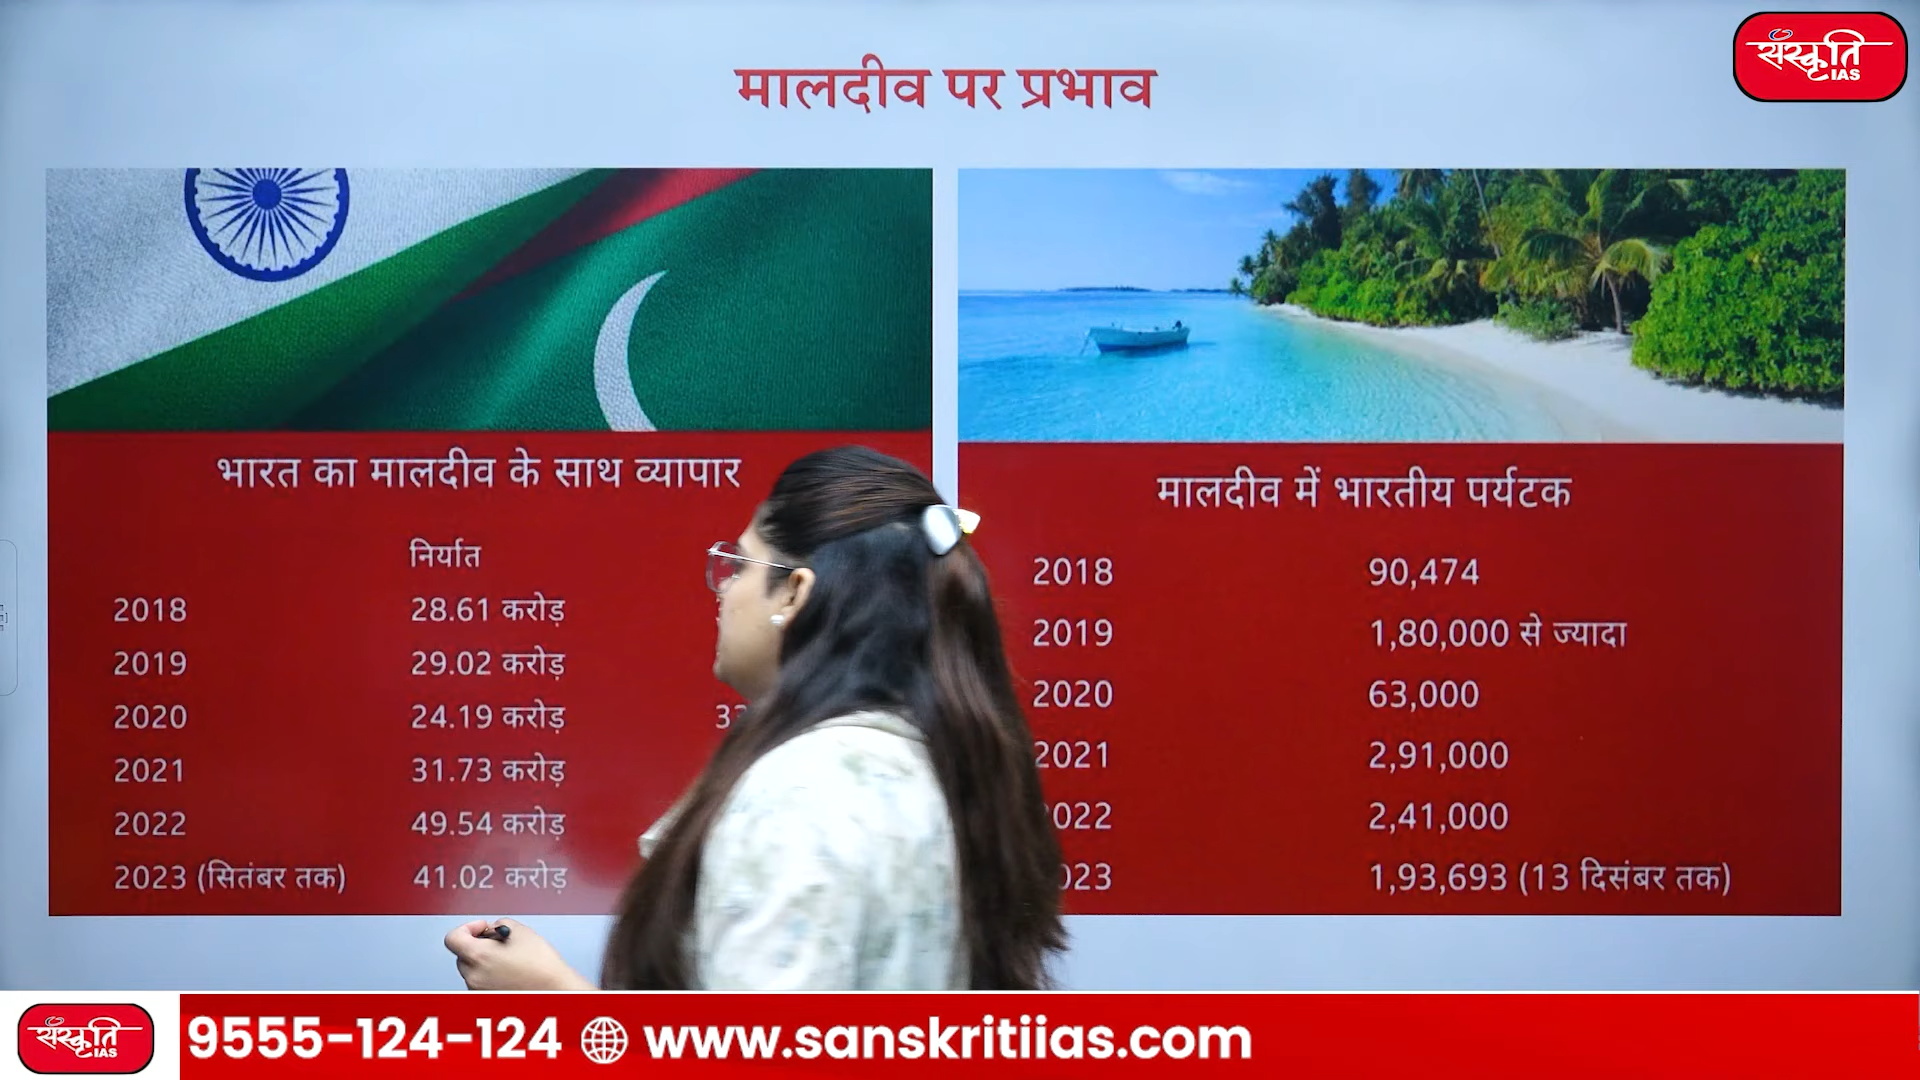 मालदीव पर प्रभाव
संस्कृति
IAS
भारत का मालदीव के साथ व्यापार
निर्यात
2018 28.61 करोड़
2019 29.02 करोड़
2020 24.19 करोड़
2021 31.73 करोड़
2022 49.54 करोड़
2023 (सितंबर तक) 41.02 करोड़
मालदीव में भारतीय पर्यटक
2018 90,474
2019 1,80,000 से ज्यादा
2020 63,000
2021 2,91,000
022 2,41,000
023 1,93,693 (13 दिसंबर तक)
संस्कृति
IAS
9555-124-124 www.sanskritiias.com